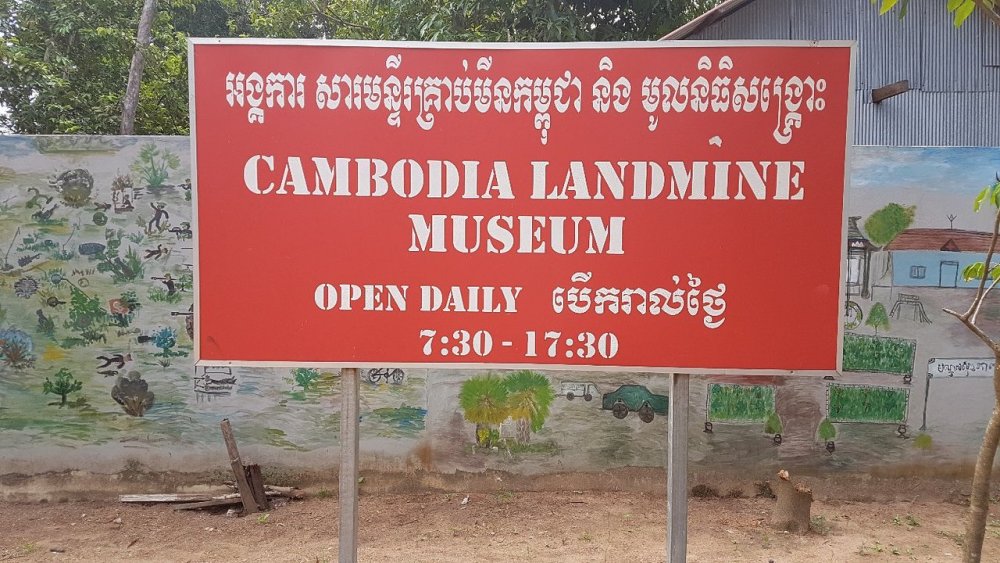 អង្គការ សារមន្ទីរគ្រាប់មីនកម្ពុជា និង មូលនិធិសង្គ្រោះ
CAMBODIA LANDMINE
MUSEUM
OPEN DAILY បើករាល់ថ្ងៃ
7:30 - 17:30